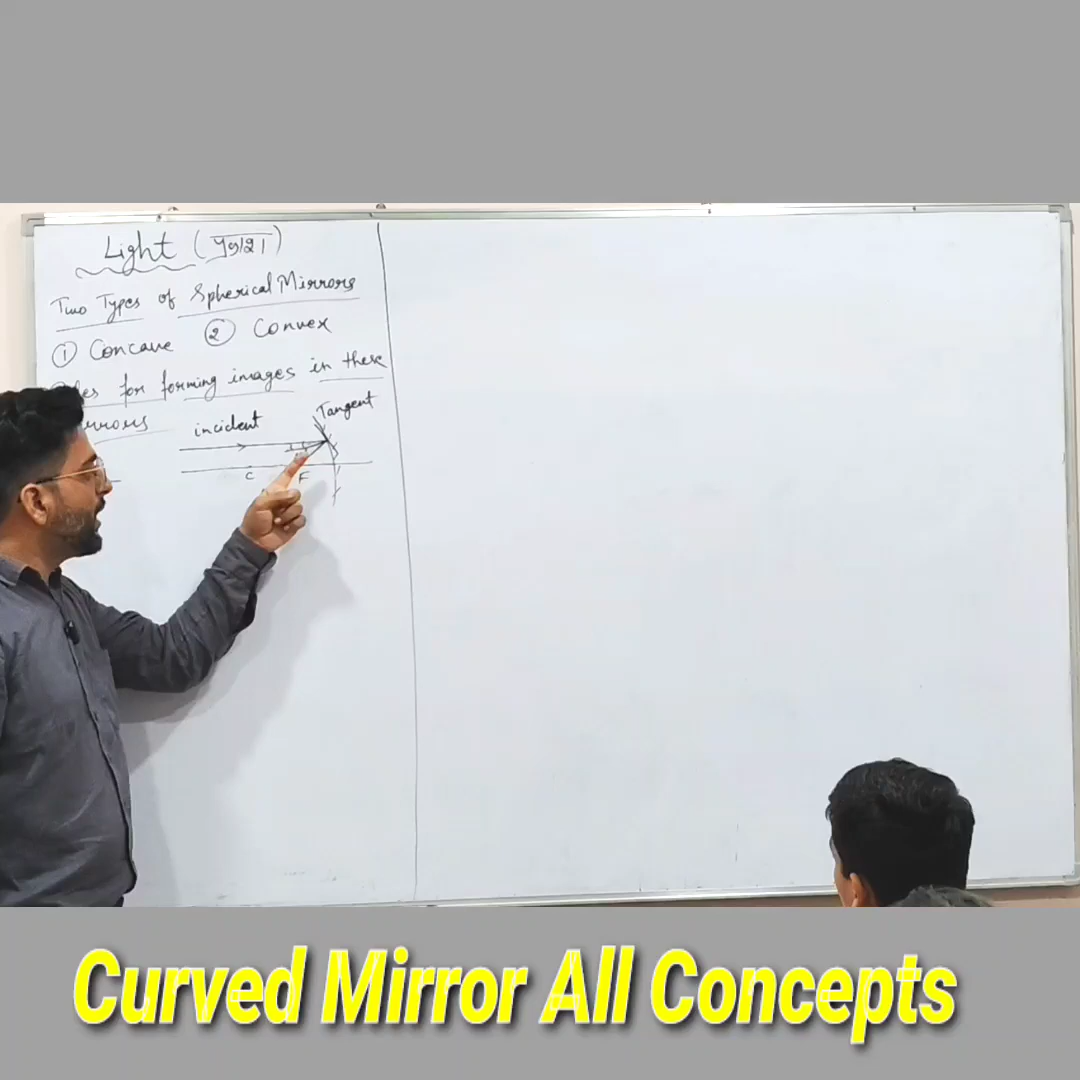 Light (प्रकाश)
Two Types of Spherical Mirrors
① Concave ② Convex
for forming images in these
Tangent
incident
C F
Curved Mirror All Concepts